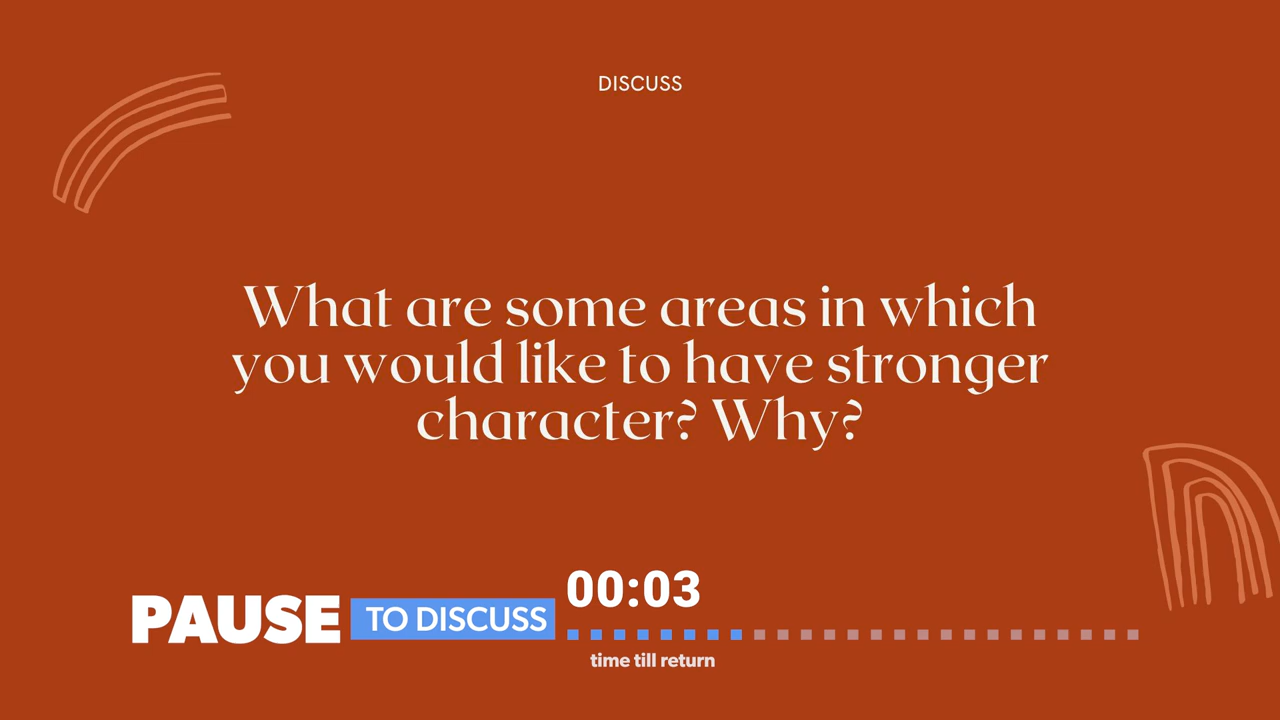 DISCUSS
What are some areas in which
you would like to have stronger
character? Why?
00:03
PAUSE TO DISCUSS
time till return